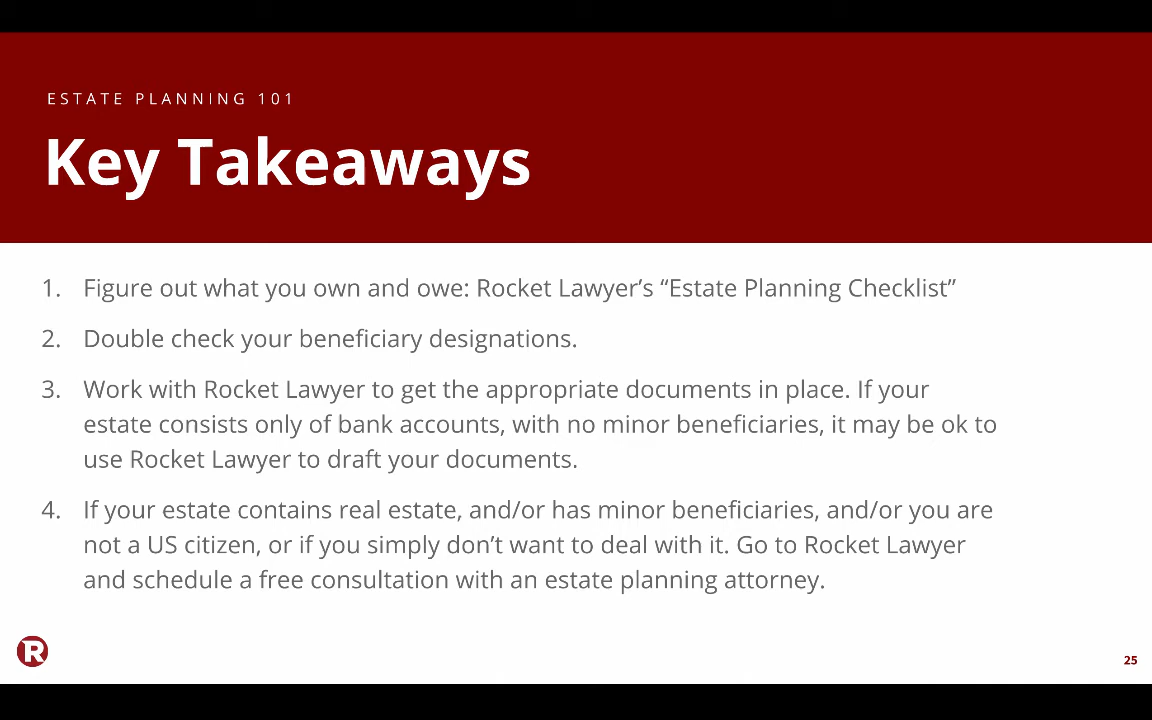 ESTATE PLANNING 101
Key Takeaways
1. Figure out what you own and owe: Rocket Lawyer’s “Estate Planning Checklist”
2. Double check your beneficiary designations.
3. Work with Rocket Lawyer to get the appropriate documents in place. If your
estate consists only of bank accounts, with no minor beneficiaries, it may be ok to
use Rocket Lawyer to draft your documents.
4. If your estate contains real estate, and/or has minor beneficiaries, and/or you are
not a US citizen, or if you simply don’t want to deal with it. Go to Rocket Lawyer
and schedule a free consultation with an estate planning attorney.
R
25